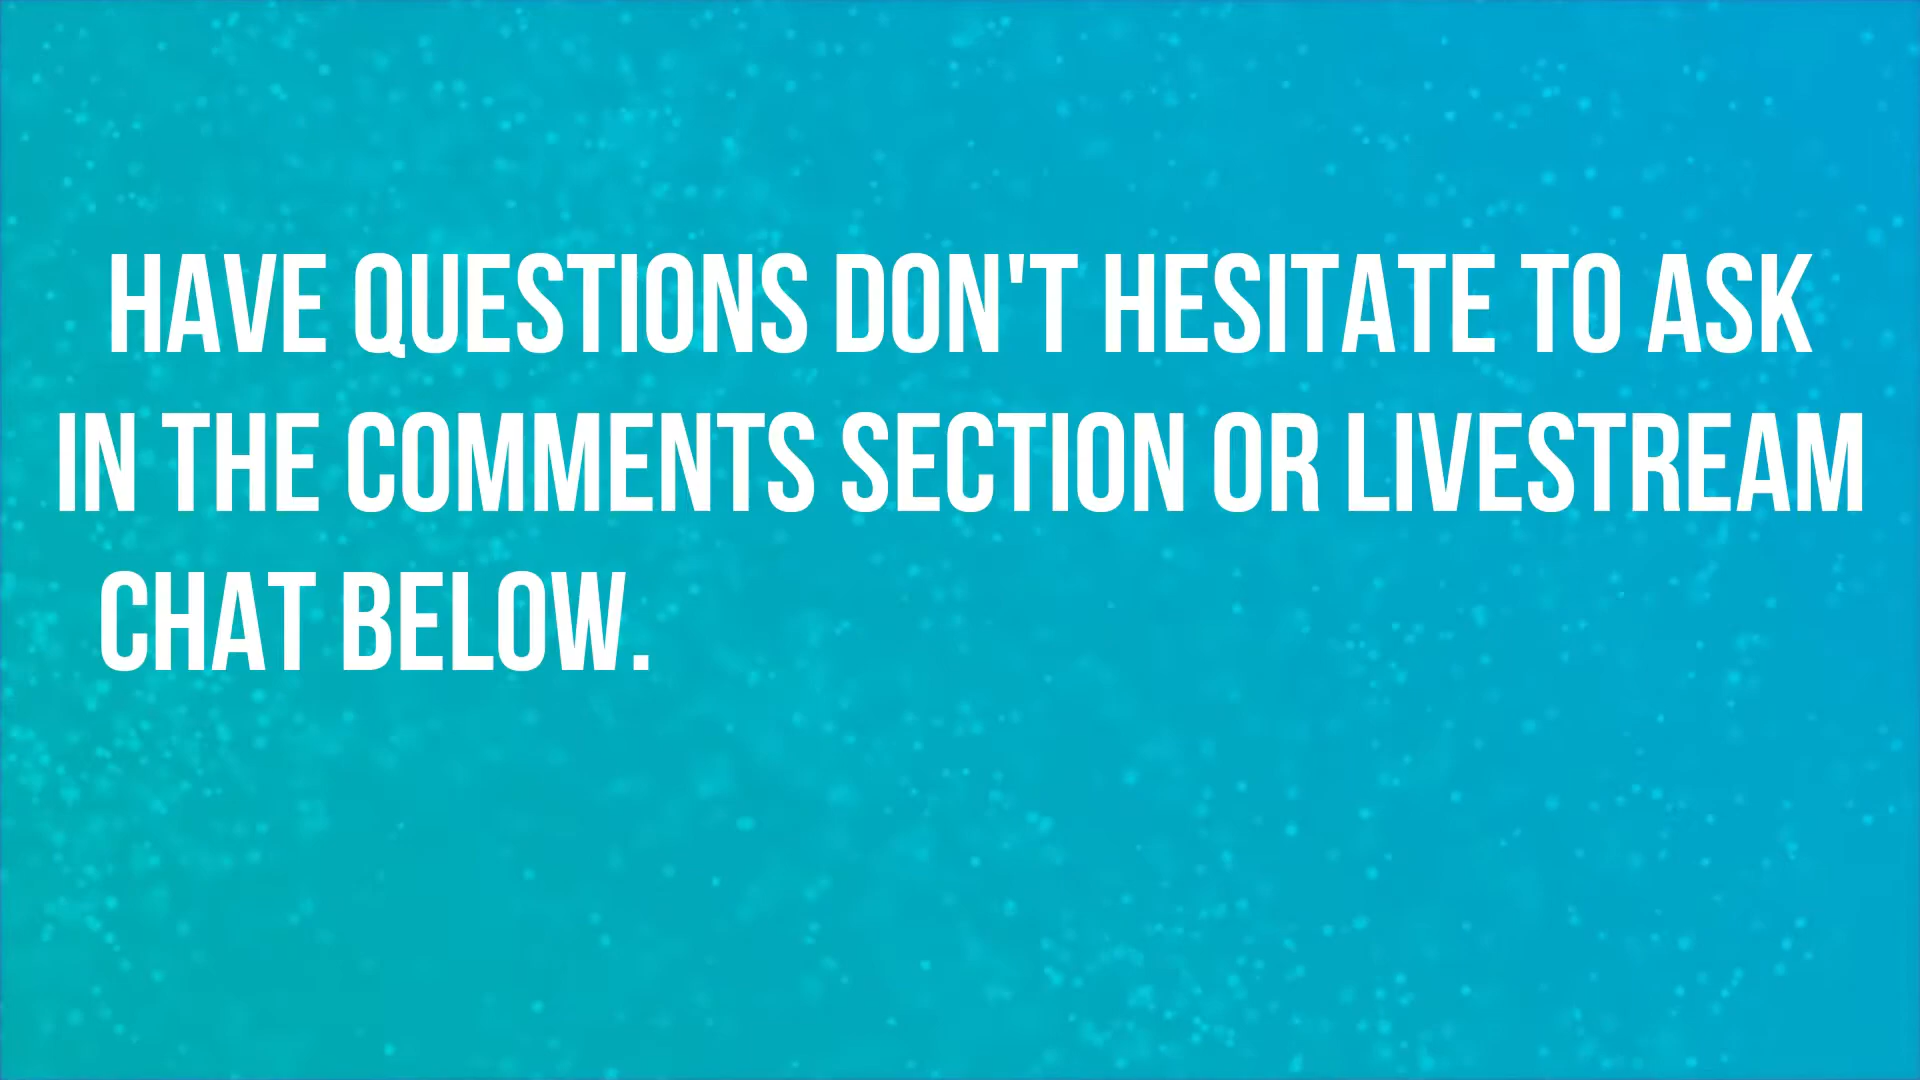 HAVE QUESTIONS DON'T HESITATE TO ASK
IN THE COMMENTS SECTION OR LIVESTREAM
CHAT BELOW.